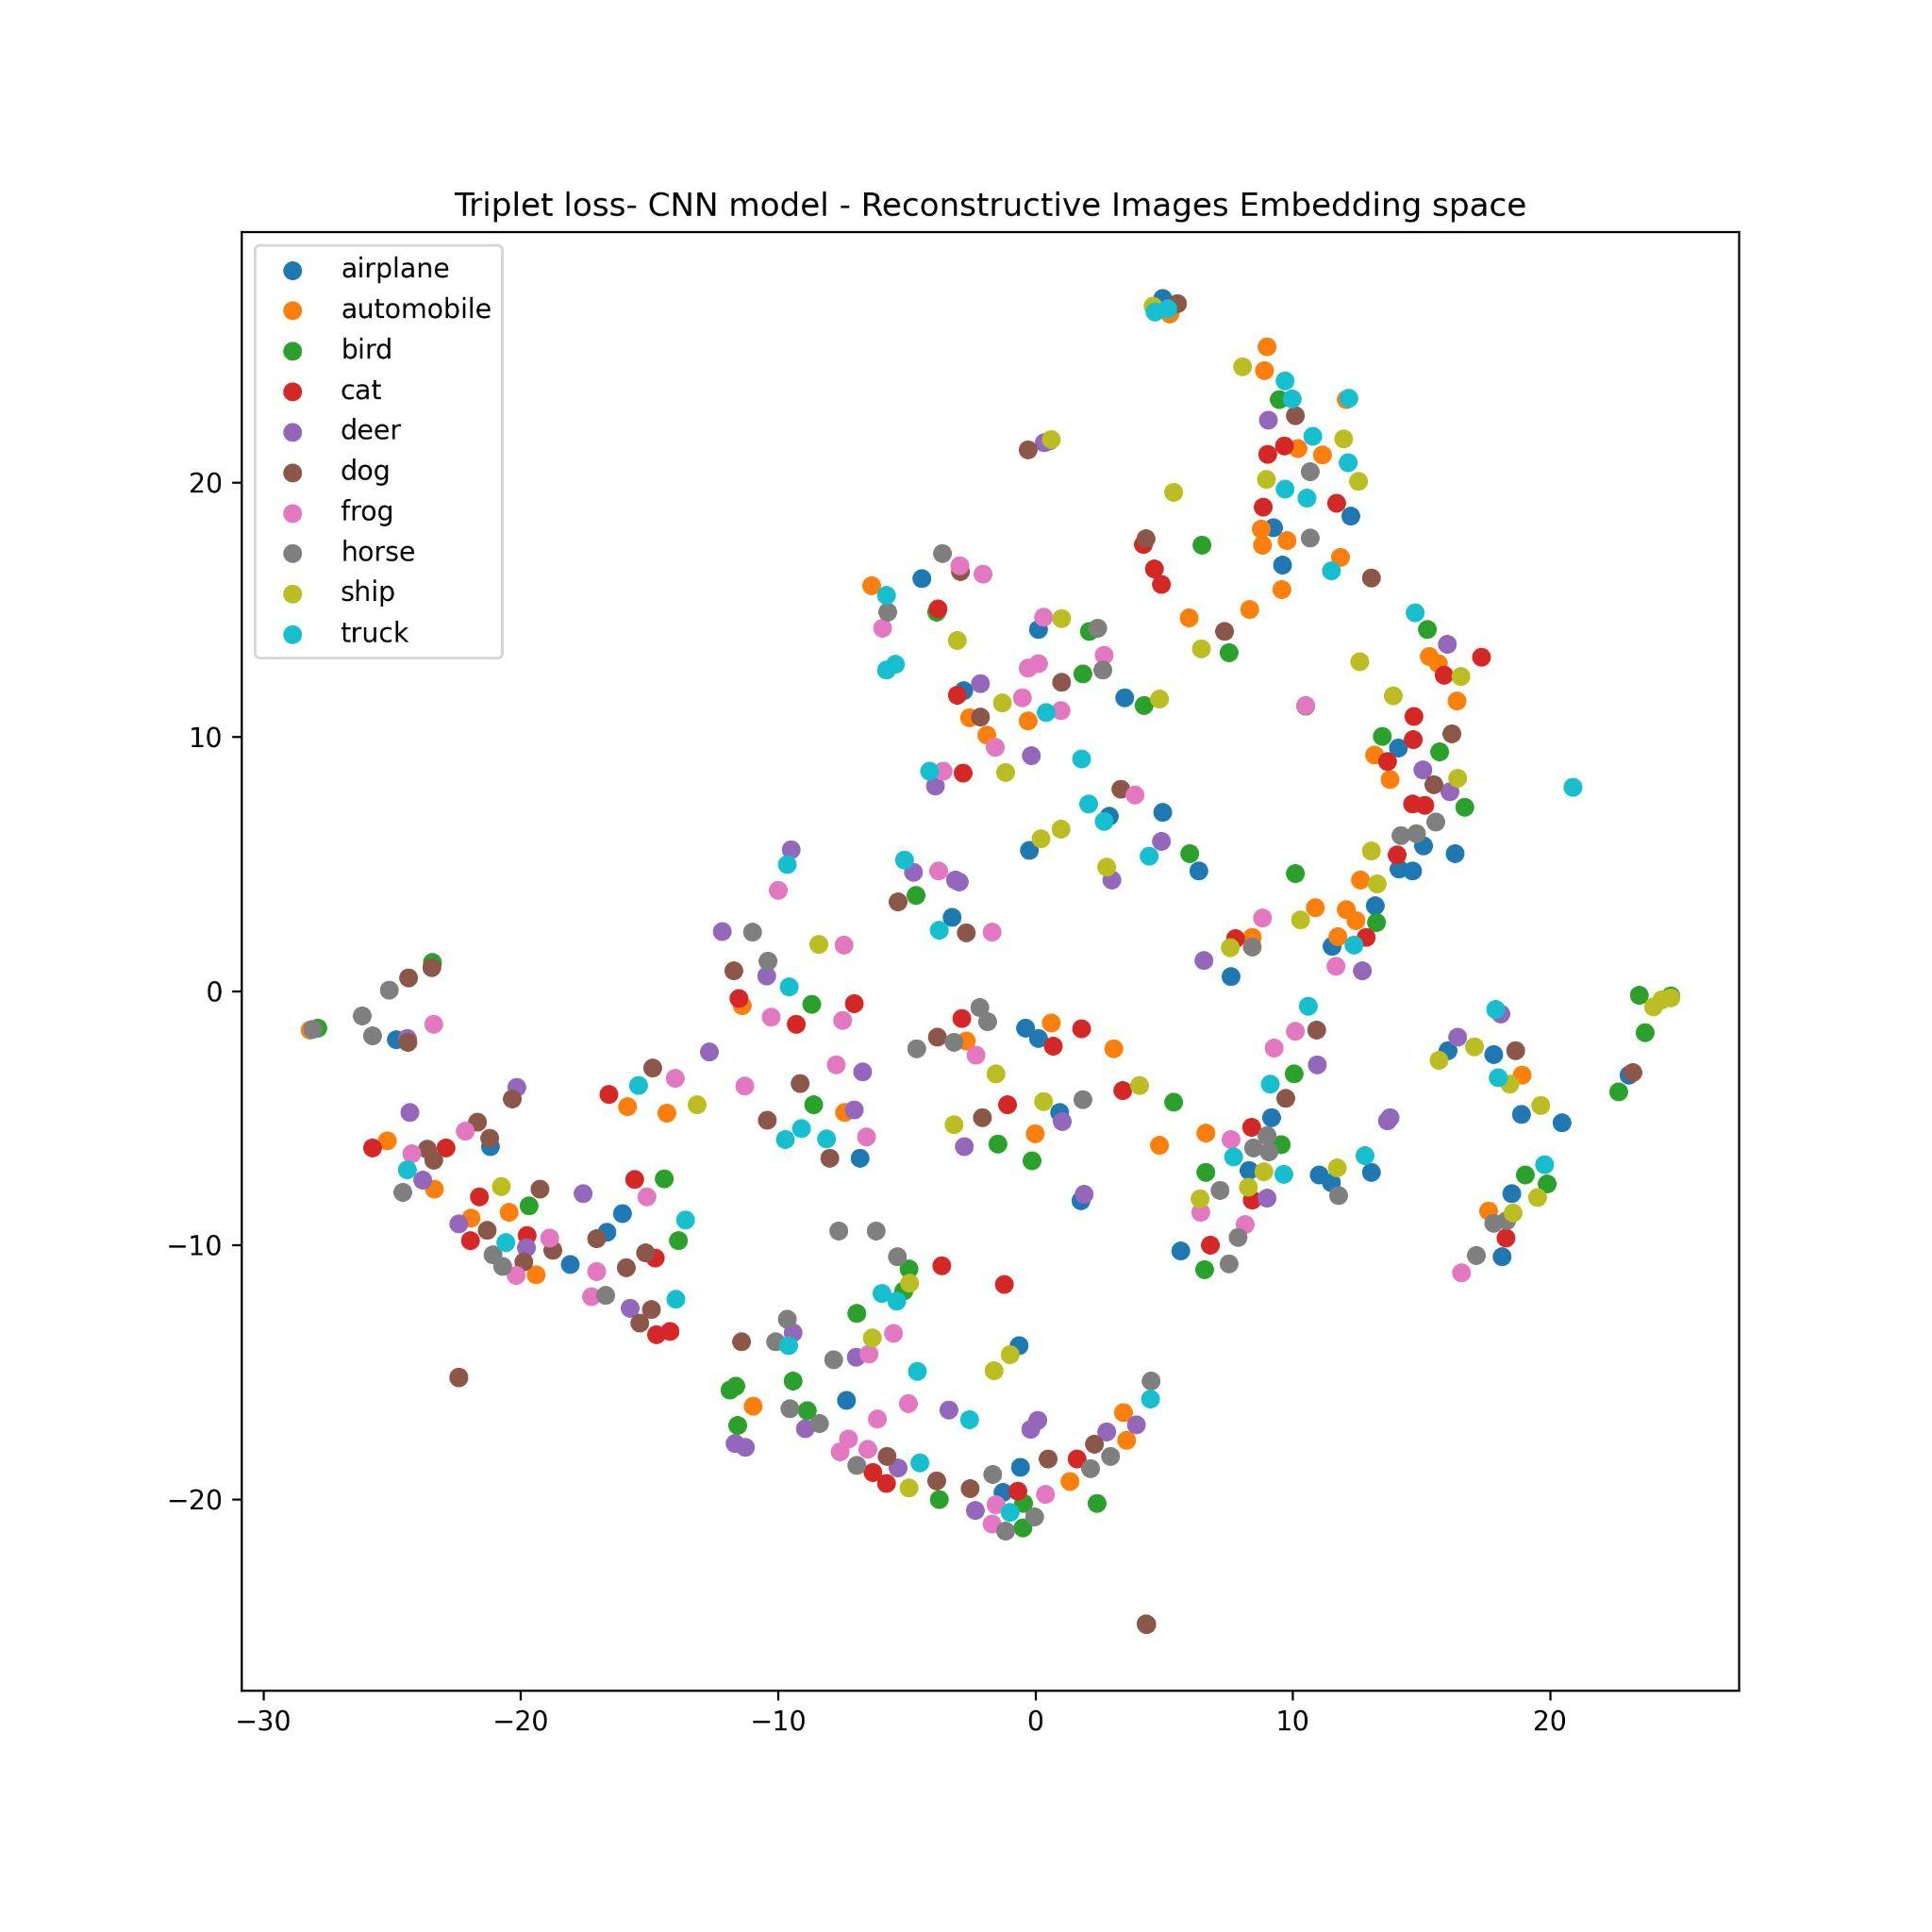 Triplet loss- CNN model - Reconstructive Images Embedding space
airplane
automobile
bird
cat
deer
dog
frog
horse
ship
truck
20
10
0
−10
−20
−30 −20 −10 0 10 20